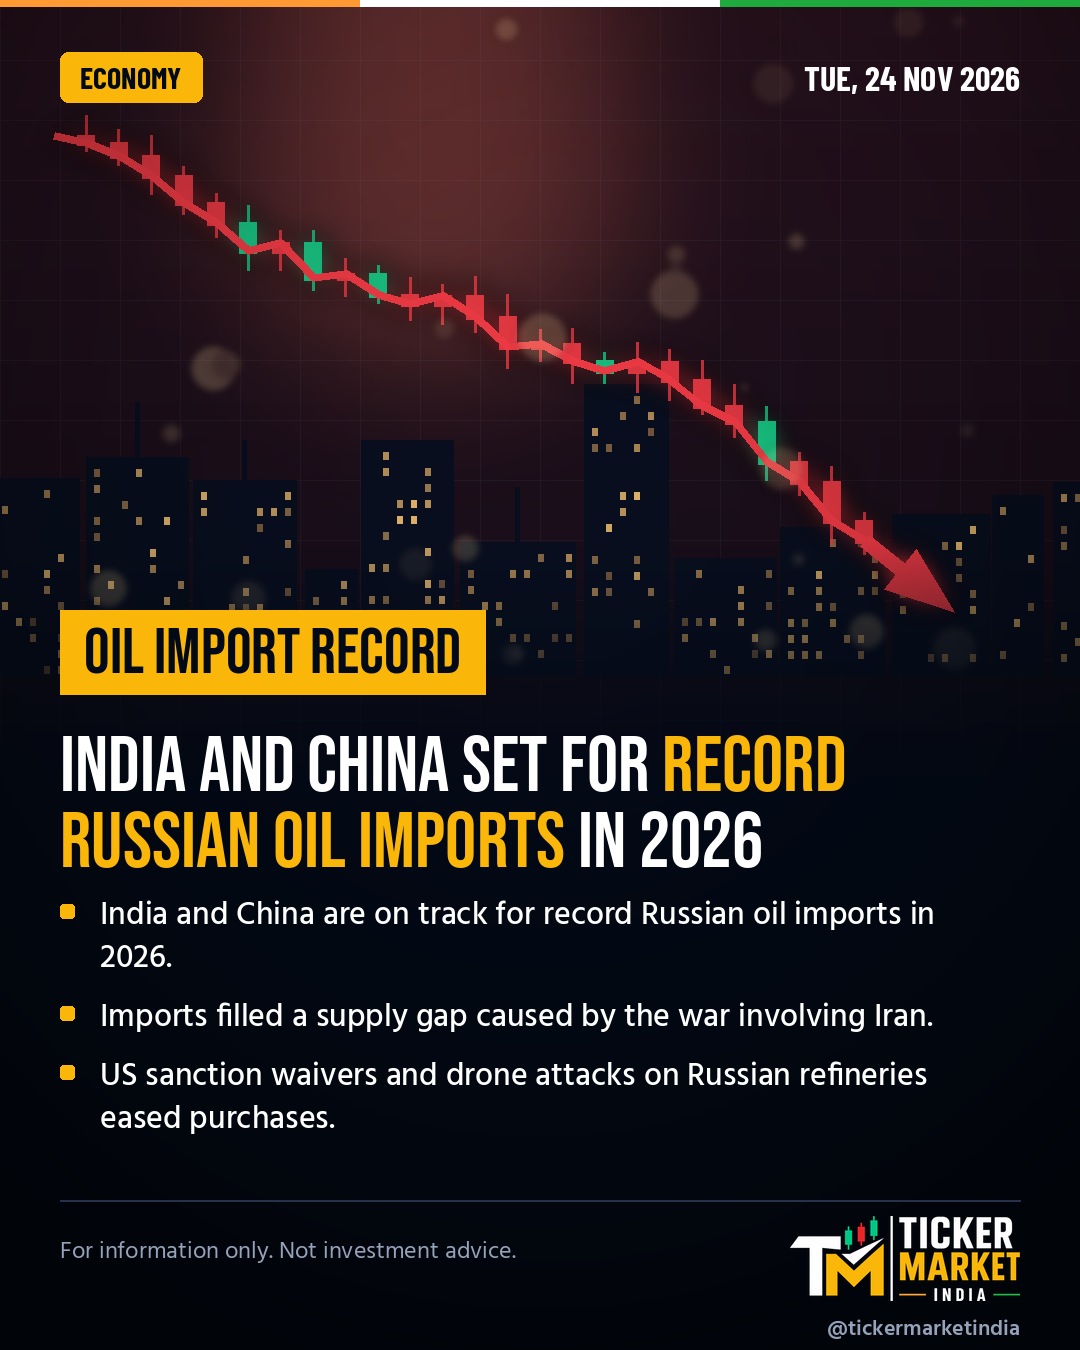 ECONOMY
TUE, 24 NOV 2026
OIL IMPORT RECORD
INDIA AND CHINA SET FOR RECORD
RUSSIAN OIL IMPORTS IN 2026
India and China are on track for record Russian oil imports in
2026.
Imports filled a supply gap caused by the war involving Iran.
US sanction waivers and drone attacks on Russian refineries
eased purchases.
For information only. Not investment advice.
TM
TICKER
MARKET
INDIA
@tickermarketindia